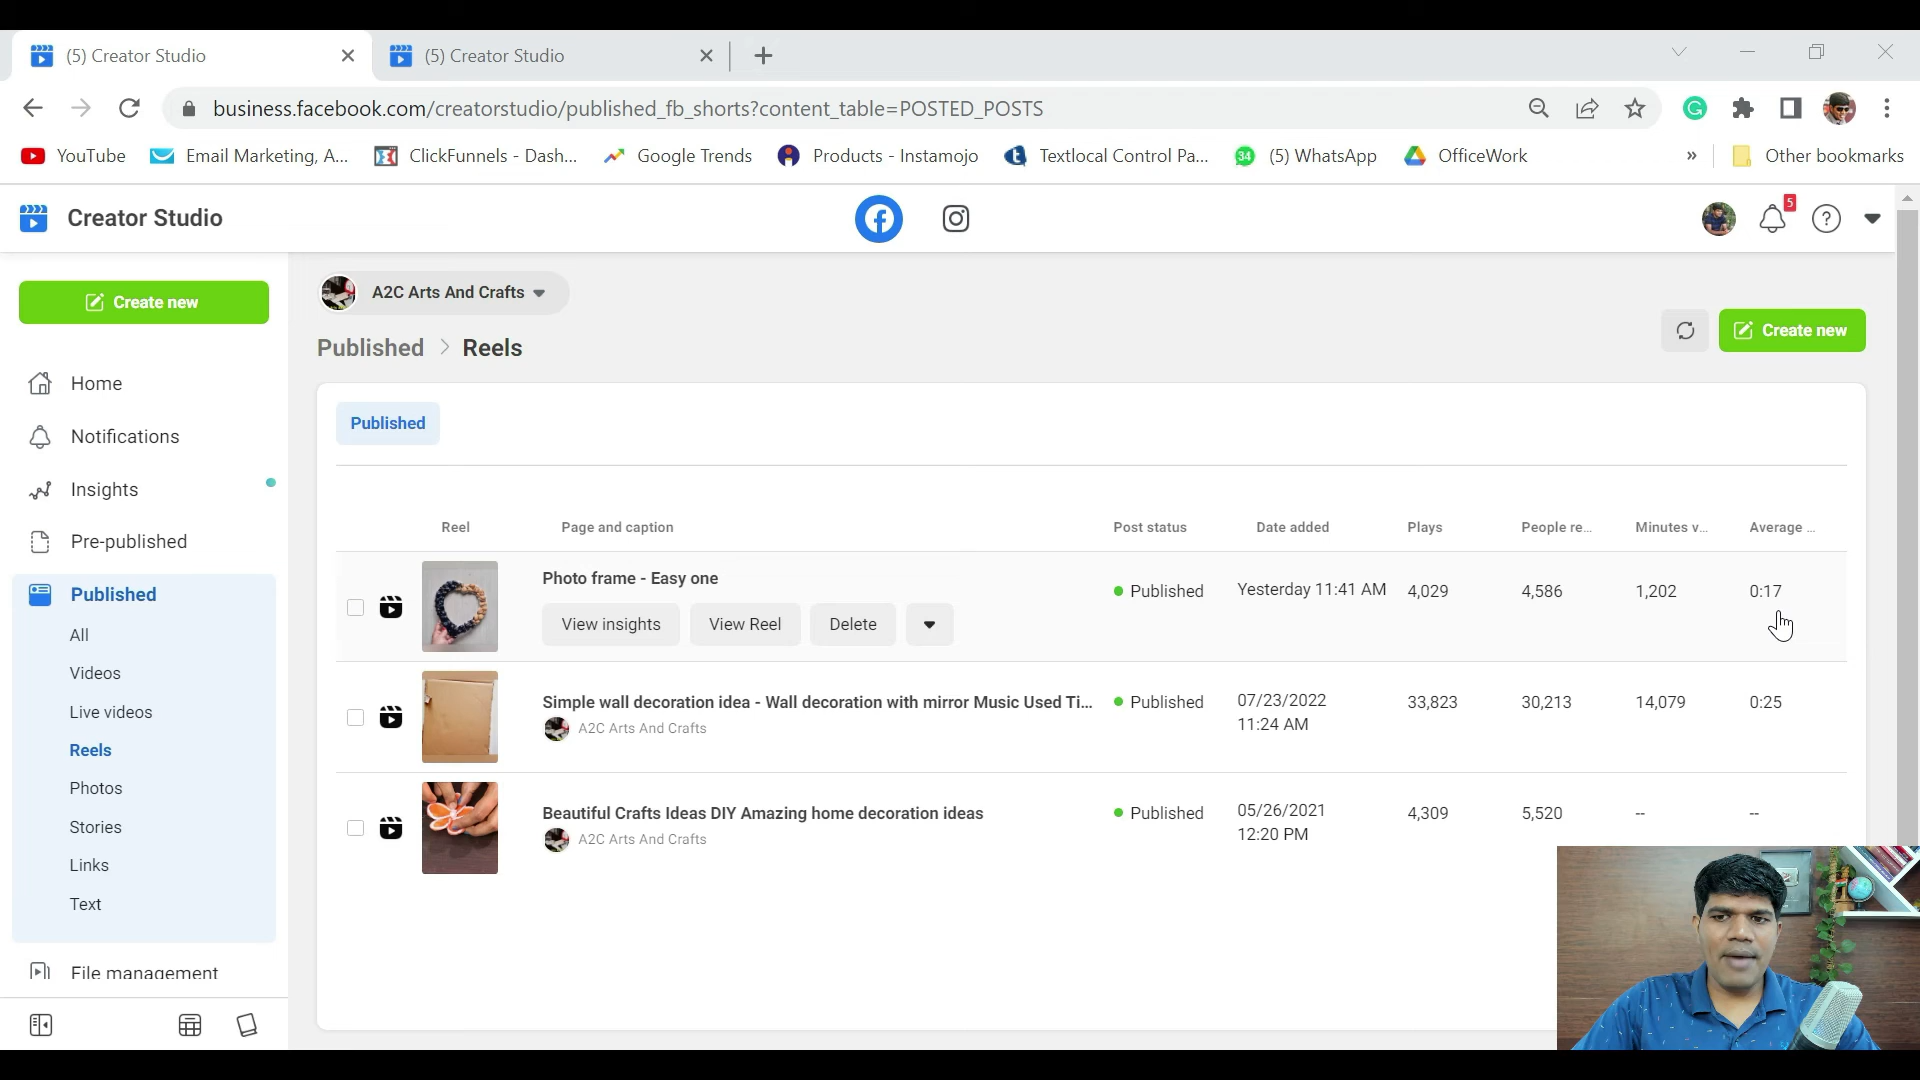 (5) Creator Studio
(5) Creator Studio
business.facebook.com/creatorstudio/published_fb_shorts?content_table=POSTED_POSTS
YouTube
Email Marketing, A...
ClickFunnels - Dash...
Google Trends
Products - Instamojo
Textlocal Control Pa...
34
(5) WhatsApp
OfficeWork
»
Other bookmarks
Creator Studio
5
Create new
A2C Arts And Crafts
Published > Reels
Create new
Home
Notifications
Insights
Pre-published
Published
All
Videos
Live videos
Reels
Photos
Stories
Links
Text
File management
Published
Reel Page and caption Post status Date added Plays People re... Minutes v... Average ...
Photo frame - Easy one
View insights View Reel Delete
Published Yesterday 11:41 AM 4,029 4,586 1,202 0:17
Simple wall decoration idea - Wall decoration with mirror Music Used Ti...
A2C Arts And Crafts
Published 07/23/2022 33,823 30,213 14,079 0:25
11:24 AM
Beautiful Crafts Ideas DIY Amazing home decoration ideas
A2C Arts And Crafts
Published 05/26/2021 4,309 5,520 -- --
12:20 PM